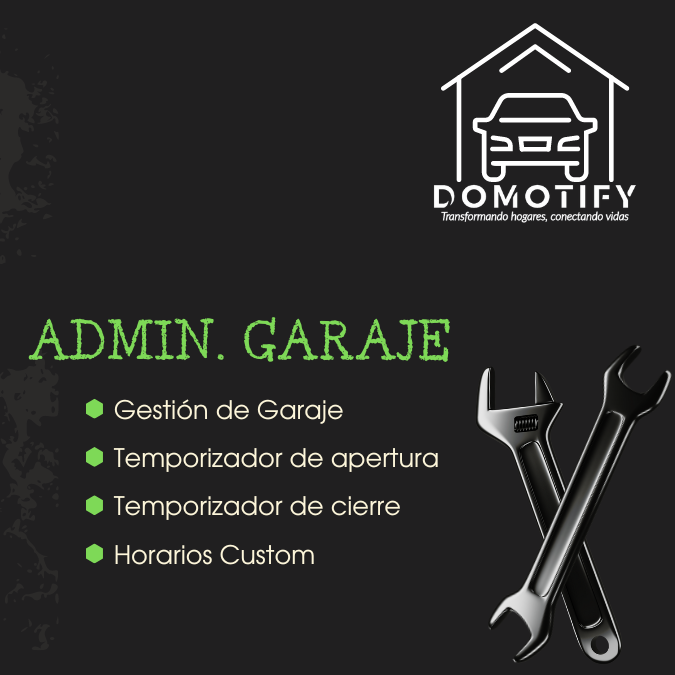 DOMOTIFY
Transformando hogares, conectando vidas
ADMIN. GARAJE
Gestión de Garaje
Temporizador de apertura
Temporizador de cierre
Horarios Custom